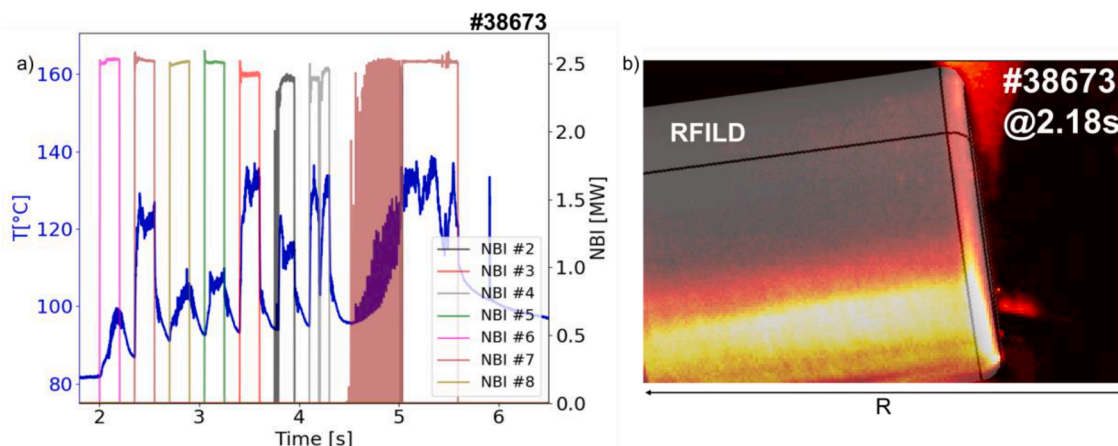 #38673
a)
160
140
120
100
80
T[°C]
2
3
4
5
6
Time [s]
2.5
2.0
1.5
1.0
0.5
0.0
NBI [MW]
NBI #2
NBI #3
NBI #4
NBI #5
NBI #6
NBI #7
NBI #8
b)
RFILD
#38673
@2.18s
R